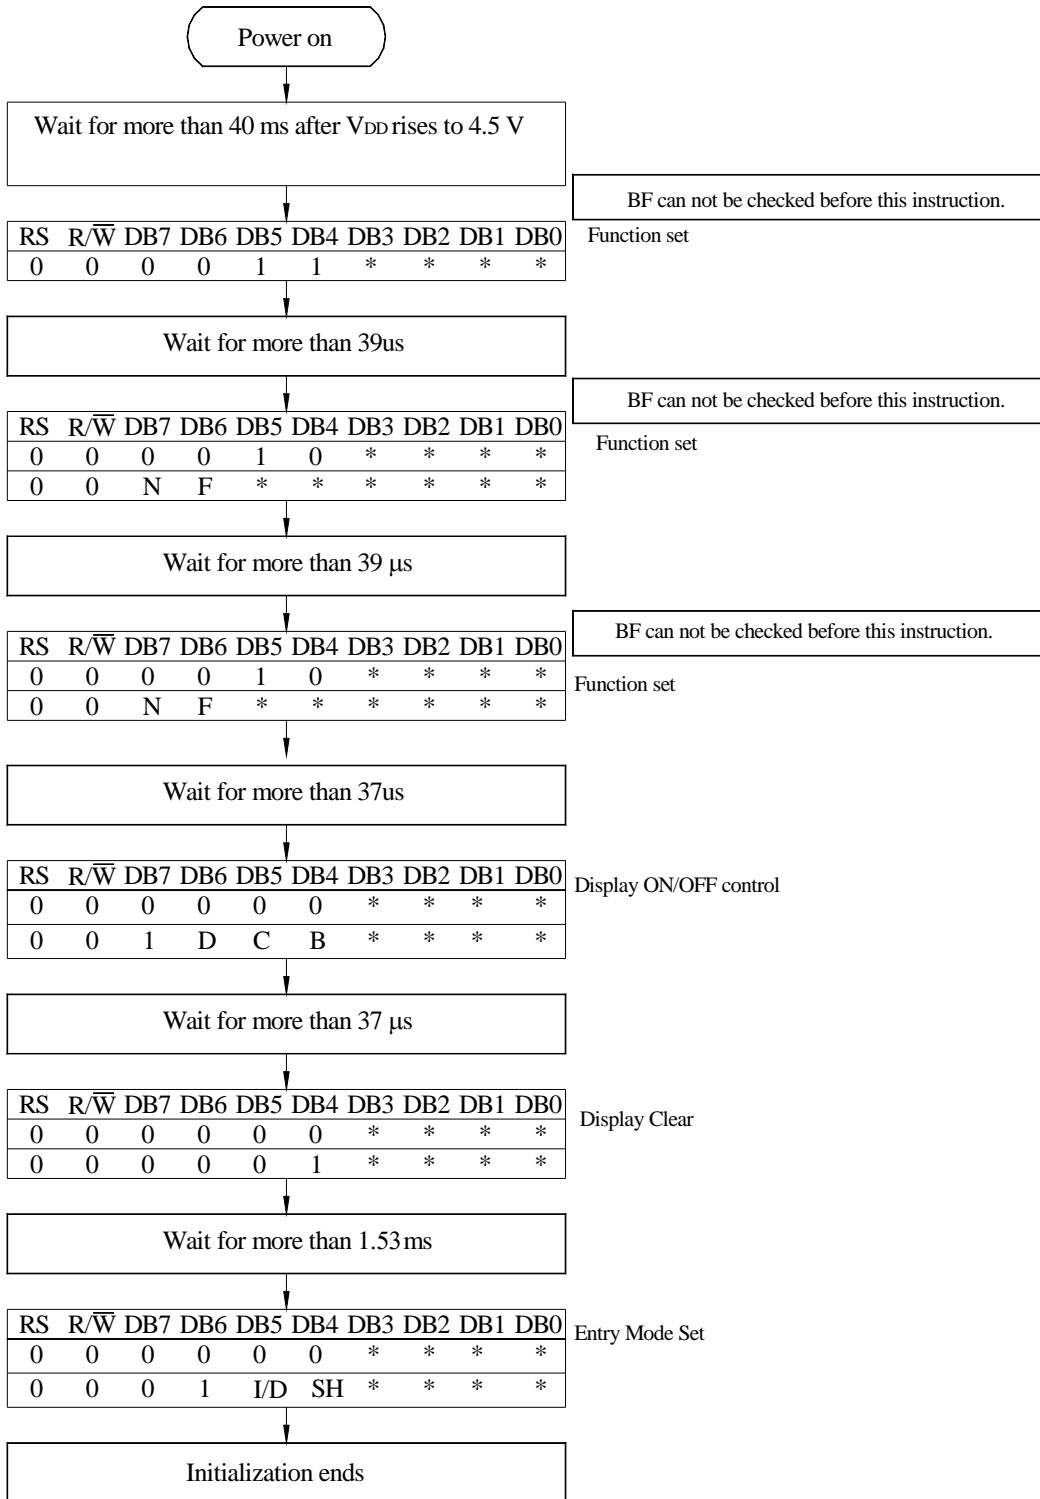 Power on
Wait for more than 40 ms after VDD rises to 4.5 V
BF can not be checked before this instruction.
RS R/W̅ DB7 DB6 DB5 DB4 DB3 DB2 DB1 DB0
Function set
0 0 0 0 1 1 * * * *
Wait for more than 39us
BF can not be checked before this instruction.
RS R/W̅ DB7 DB6 DB5 DB4 DB3 DB2 DB1 DB0
Function set
0 0 0 0 1 0 * * * *
0 0 N F * * * * * *
Wait for more than 39 μs
BF can not be checked before this instruction.
RS R/W̅ DB7 DB6 DB5 DB4 DB3 DB2 DB1 DB0
0 0 0 0 1 0 * * * *
Function set
0 0 N F * * * * * *
Wait for more than 37us
RS R/W̅ DB7 DB6 DB5 DB4 DB3 DB2 DB1 DB0
Display ON/OFF control
0 0 0 0 0 0 * * * *
0 0 1 D C B * * * *
Wait for more than 37 μs
RS R/W̅ DB7 DB6 DB5 DB4 DB3 DB2 DB1 DB0
Display Clear
0 0 0 0 0 0 * * * *
0 0 0 0 0 1 * * * *
Wait for more than 1.53ms
RS R/W̅ DB7 DB6 DB5 DB4 DB3 DB2 DB1 DB0
Entry Mode Set
0 0 0 0 0 0 * * * *
0 0 0 1 I/D SH * * * *
Initialization ends